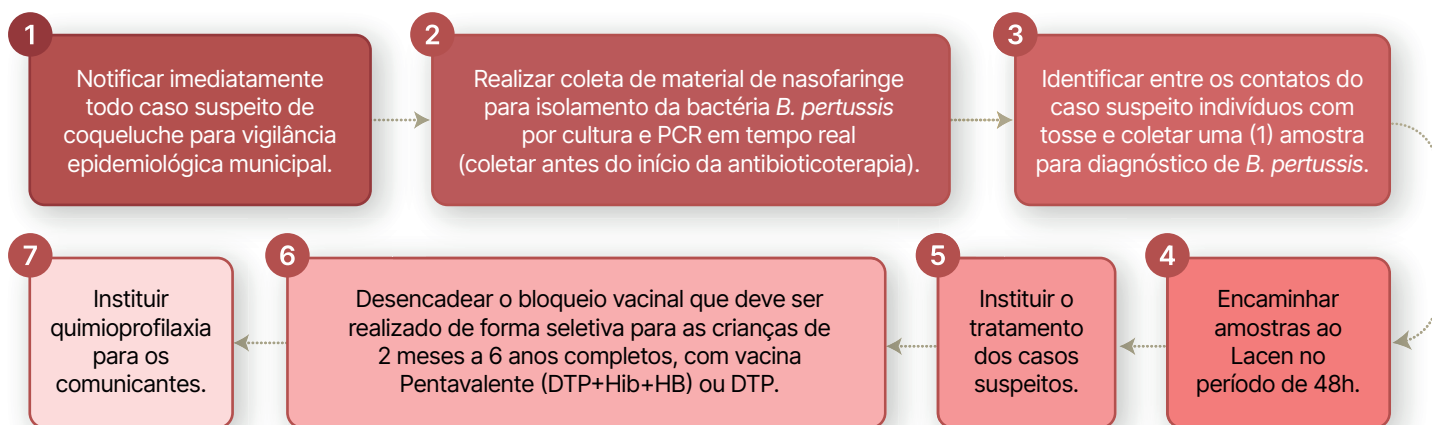 1
Notificar imediatamente
todo caso suspeito de
coqueluche para vigilância
epidemiológica municipal.
2
Realizar coleta de material de nasofaringe
para isolamento da bactéria B. pertussis
por cultura e PCR em tempo real
(coletar antes do início da antibioticoterapia).
3
Identificar entre os contatos do
caso suspeito indivíduos com
tosse e coletar uma (1) amostra
para diagnóstico de B. pertussis.
4
Encaminhar
amostras ao
Lacen no
período de 48h.
5
Instituir o
tratamento
dos casos
suspeitos.
6
Desencadear o bloqueio vacinal que deve ser
realizado de forma seletiva para as crianças de
2 meses a 6 anos completos, com vacina
Pentavalente (DTP+Hib+HB) ou DTP.
7
Instituir
quimioprofilaxia
para os
comunicantes.